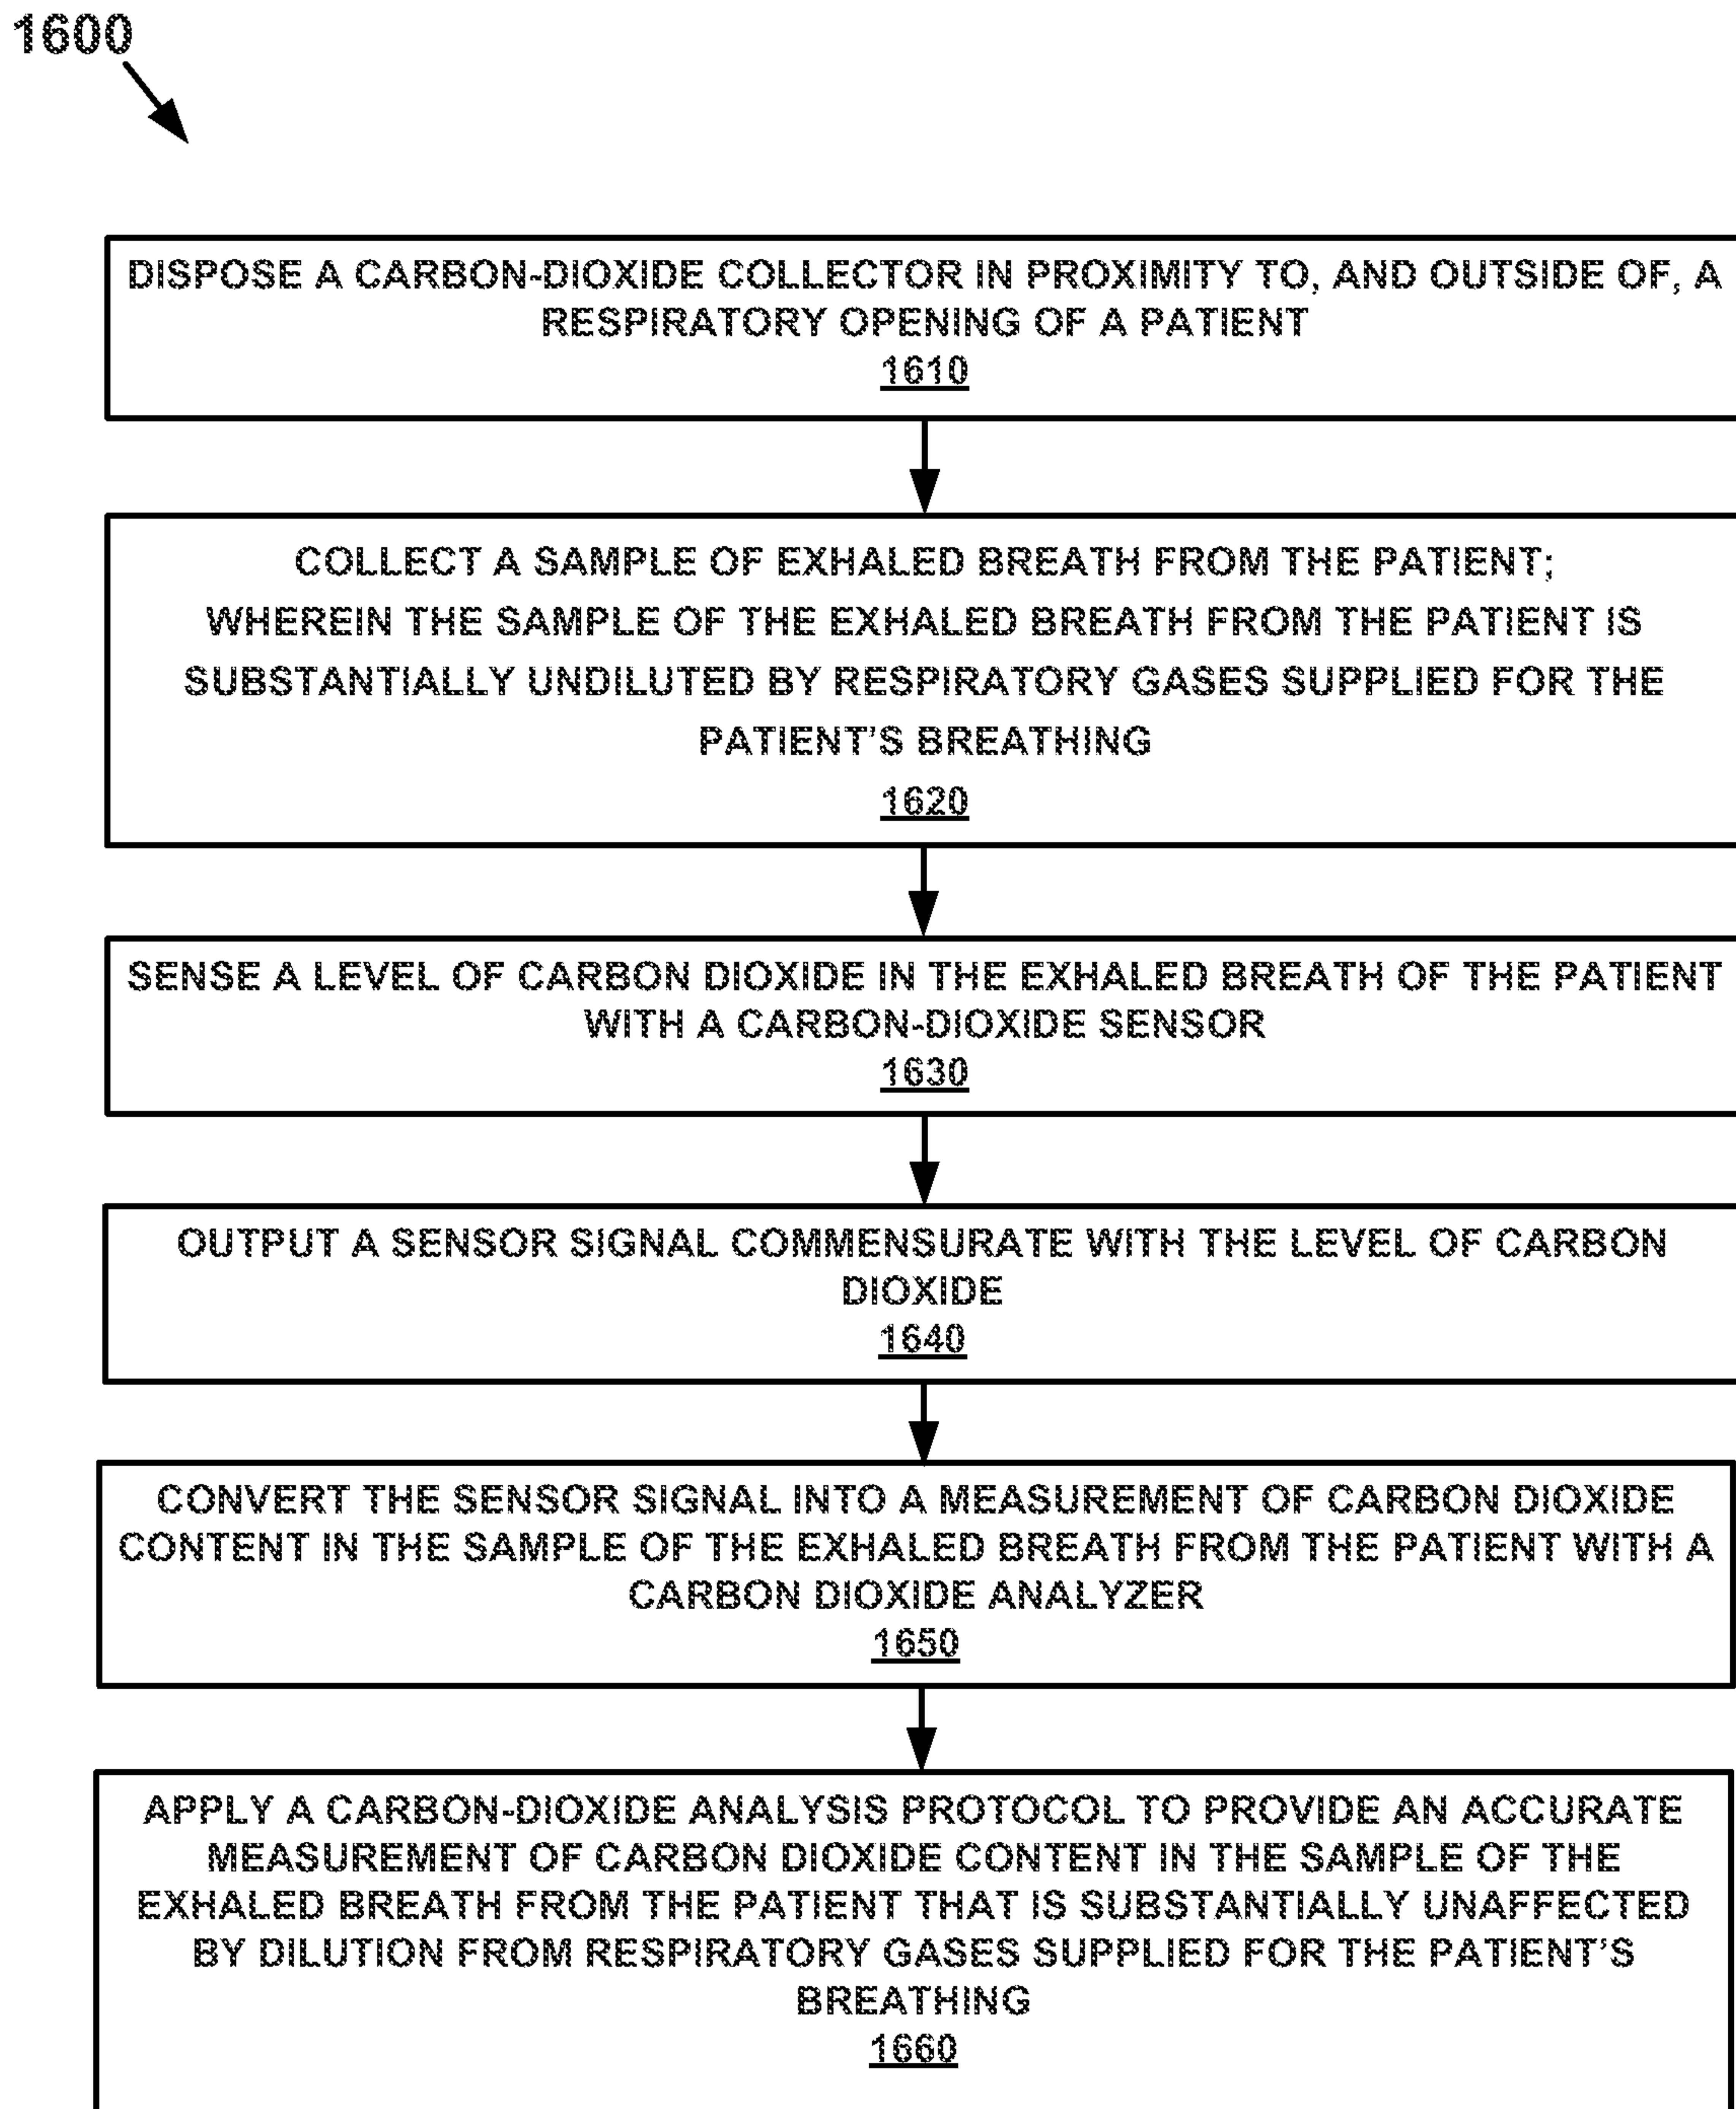 1600
DISPOSE A CARBON-DIOXIDE COLLECTOR IN PROXIMITY TO, AND OUTSIDE OF, A
RESPIRATORY OPENING OF A PATIENT
1610
COLLECT A SAMPLE OF EXHALED BREATH FROM THE PATIENT;
WHEREIN THE SAMPLE OF THE EXHALED BREATH FROM THE PATIENT IS
SUBSTANTIALLY UNDILUTED BY RESPIRATORY GASES SUPPLIED FOR THE
PATIENT'S BREATHING
1620
SENSE A LEVEL OF CARBON DIOXIDE IN THE EXHALED BREATH OF THE PATIENT
WITH A CARBON-DIOXIDE SENSOR
1630
OUTPUT A SENSOR SIGNAL COMMENSURATE WITH THE LEVEL OF CARBON
DIOXIDE
1640
CONVERT THE SENSOR SIGNAL INTO A MEASUREMENT OF CARBON DIOXIDE
CONTENT IN THE SAMPLE OF THE EXHALED BREATH FROM THE PATIENT WITH A
CARBON DIOXIDE ANALYZER
1650
APPLY A CARBON-DIOXIDE ANALYSIS PROTOCOL TO PROVIDE AN ACCURATE
MEASUREMENT OF CARBON DIOXIDE CONTENT IN THE SAMPLE OF THE
EXHALED BREATH FROM THE PATIENT THAT IS SUBSTANTIALLY UNAFFECTED
BY DILUTION FROM RESPIRATORY GASES SUPPLIED FOR THE PATIENT'S
BREATHING
1660